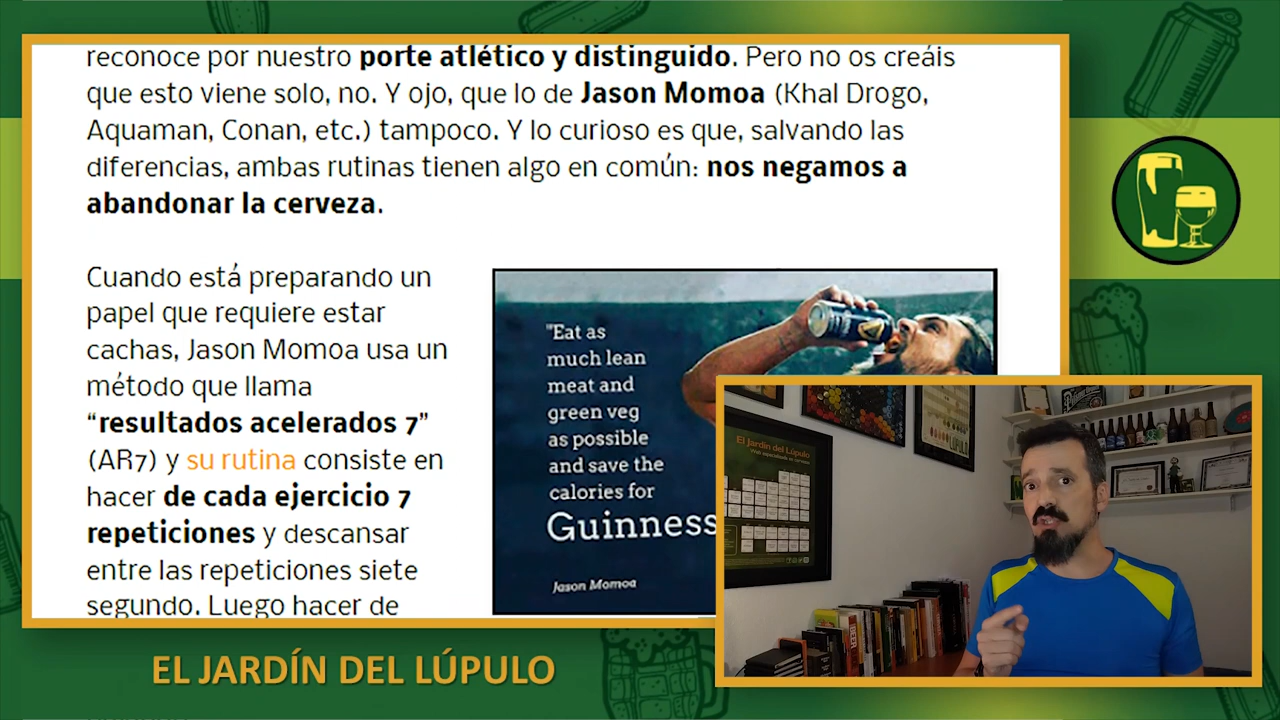 reconoce por nuestro porte atlético y distinguido. Pero no os creáis
que esto viene solo, no. Y ojo, que lo de Jason Momoa (Khal Drogo,
Aquaman, Conan, etc.) tampoco. Y lo curioso es que, salvando las
diferencias, ambas rutinas tienen algo en común: nos negamos a
abandonar la cerveza.
Cuando está preparando un
papel que requiere estar
cachas, Jason Momoa usa un
método que llama
“resultados acelerados 7”
(AR7) y su rutina consiste en
hacer de cada ejercicio 7
repeticiones y descansar
entre las repeticiones siete
segundo. Luego hacer de
"Eat as
much lean
meat and
green veg
as possible
and save the
calories for
Guinness
Jason Momoa
El Jardín del Lúpulo
Web especializada en cerveza
EL JARDÍN DEL LÚPULO